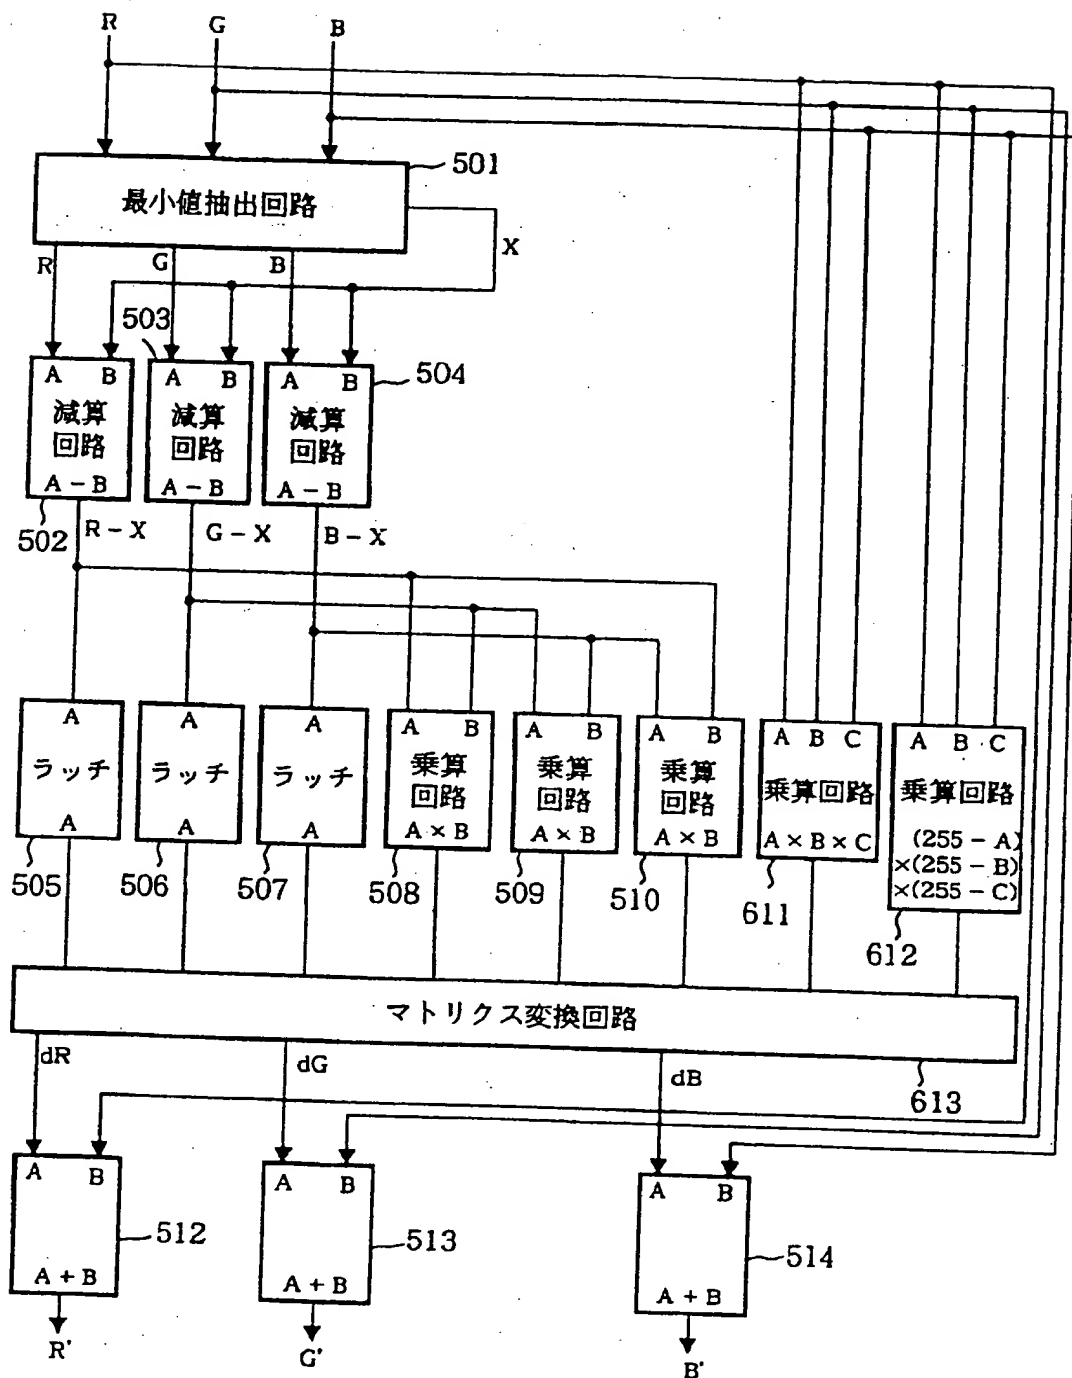 R G B
501
最小値抽出回路
X
R G B
503
A B A B A B 504
減算 減算 減算
回路 回路 回路
A - B A - B A - B
502 R - X G - X B - X
A A A A B A B A B A B C A B C
ラッチ ラッチ ラッチ 乗算 乗算 乗算 乗算回路 乗算回路
回路 回路 回路
A A A A × B A × B A × B A × B × C (255 - A)
×(255 - B)
×(255 - C)
505 506 507 508 509 510 611 612
マトリクス変換回路
dR dG dB
613
A B A B A B
512 513 514
A + B A + B A + B
R' G' B'